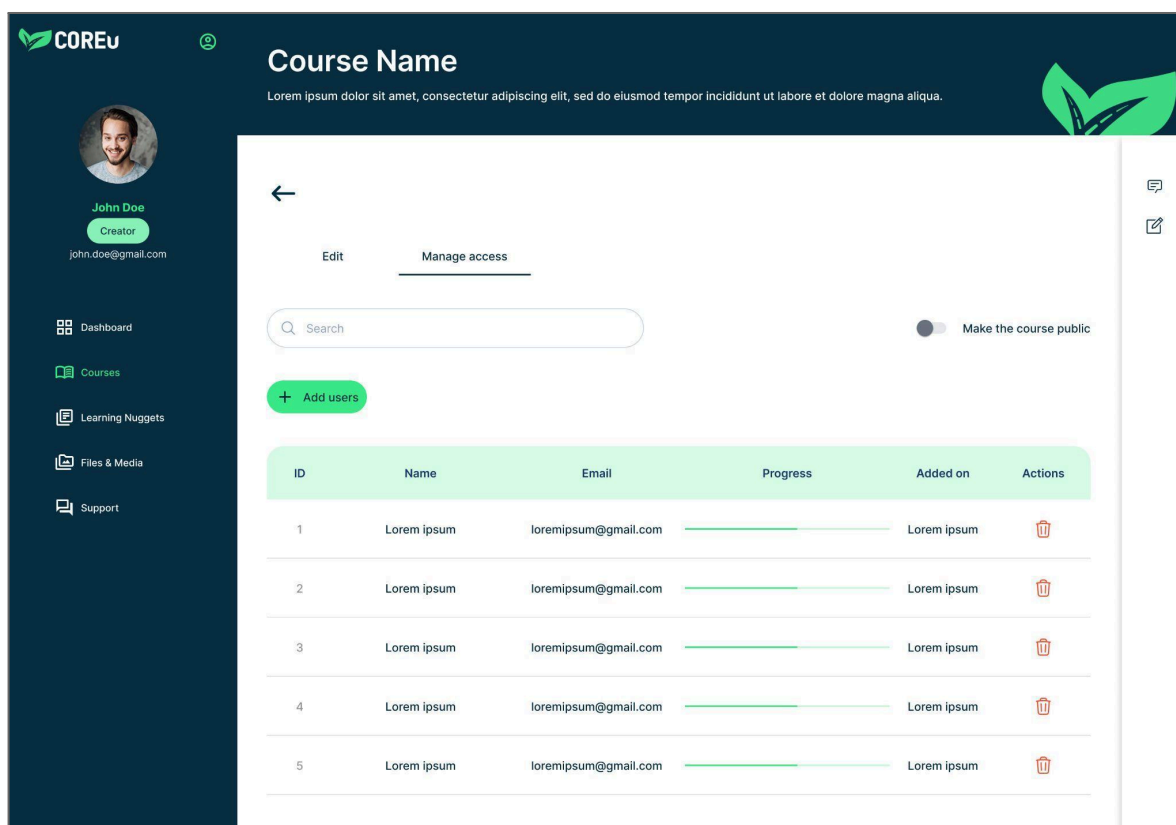 COREu
John Doe
Creator
john.doe@gmail.com
Dashboard
Courses
Learning Nuggets
Files & Media
Support
Course Name
Lorem ipsum dolor sit amet, consectetur adipiscing elit, sed do eiusmod tempor incididunt ut labore et dolore magna aliqua.
Edit Manage access
Search Make the course public
+ Add users
ID Name Email Progress Added on Actions
1 Lorem ipsum loremipsum@gmail.com Lorem ipsum
2 Lorem ipsum loremipsum@gmail.com Lorem ipsum
3 Lorem ipsum loremipsum@gmail.com Lorem ipsum
4 Lorem ipsum loremipsum@gmail.com Lorem ipsum
5 Lorem ipsum loremipsum@gmail.com Lorem ipsum